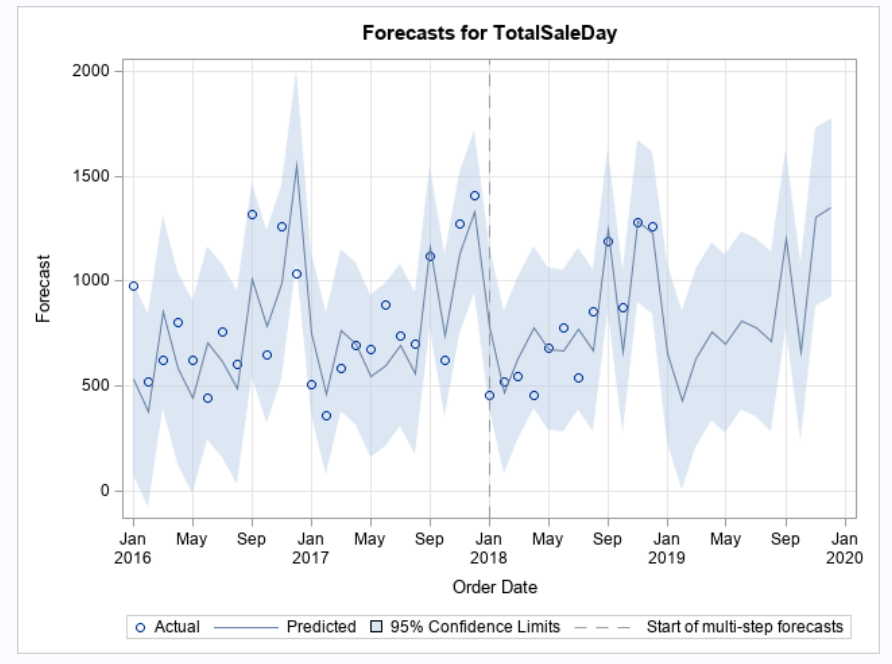 Forecasts for TotalSaleDay
2000
1500
1000
500
0
Forecast
Jan May Sep Jan May Sep Jan May Sep Jan May Sep Jan
2016 2017 2018 2019 2020
Order Date
Actual Predicted 95% Confidence Limits Start of multi-step forecasts